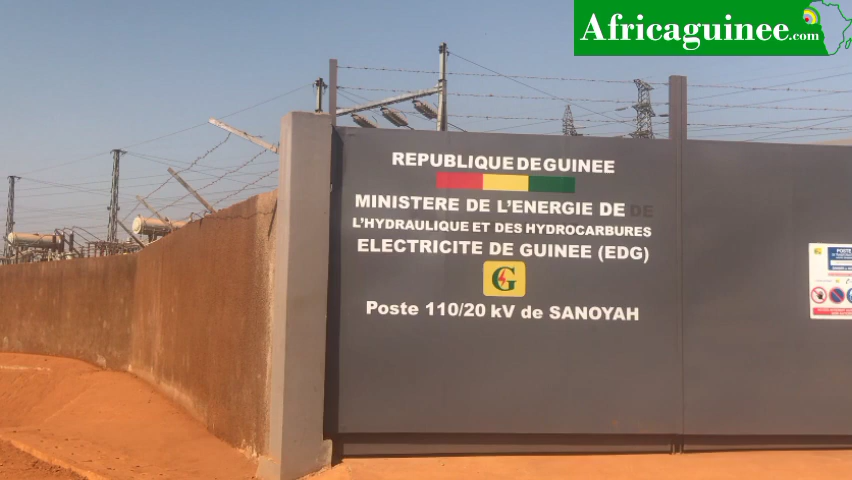 Africaguinee.com
REPUBLIQUE DE GUINEE
MINISTERE DE L'ENERGIE DE DE
L'HYDRAULIQUE ET DES HYDROCARBURES
ELECTRICITE DE GUINEE (EDG)
G
Poste 110/20 kV de SANOYAH
POSTE